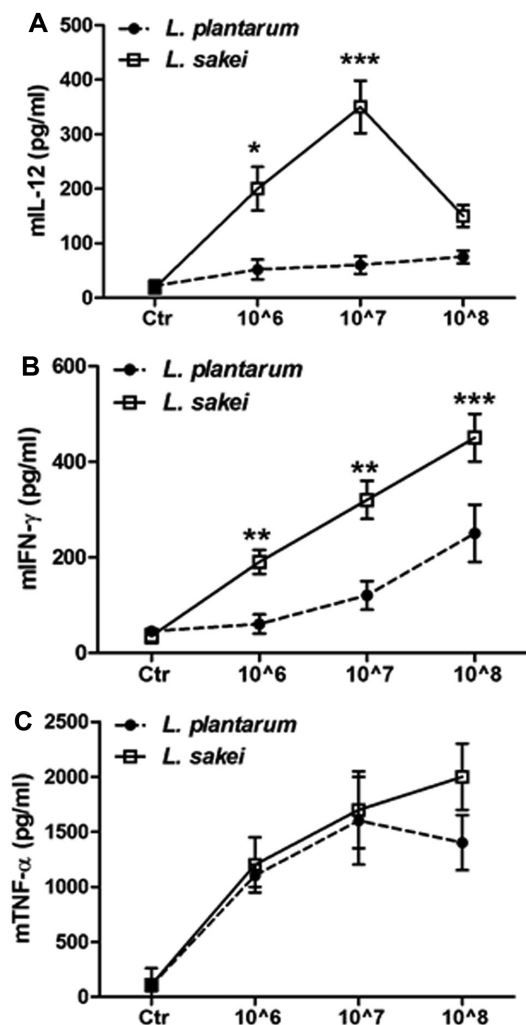 A
L. plantarum
L. sakei
mIL-12 (pg/ml)
500
400
300
200
100
0
*
***
Ctr 10^6 10^7 10^8
B
L. plantarum
L. sakei
mIFN-γ (pg/ml)
600
400
200
0
**
**
***
Ctr 10^6 10^7 10^8
C
L. plantarum
L. sakei
mTNF-α (pg/ml)
2500
2000
1500
1000
500
0
Ctr 10^6 10^7 10^8